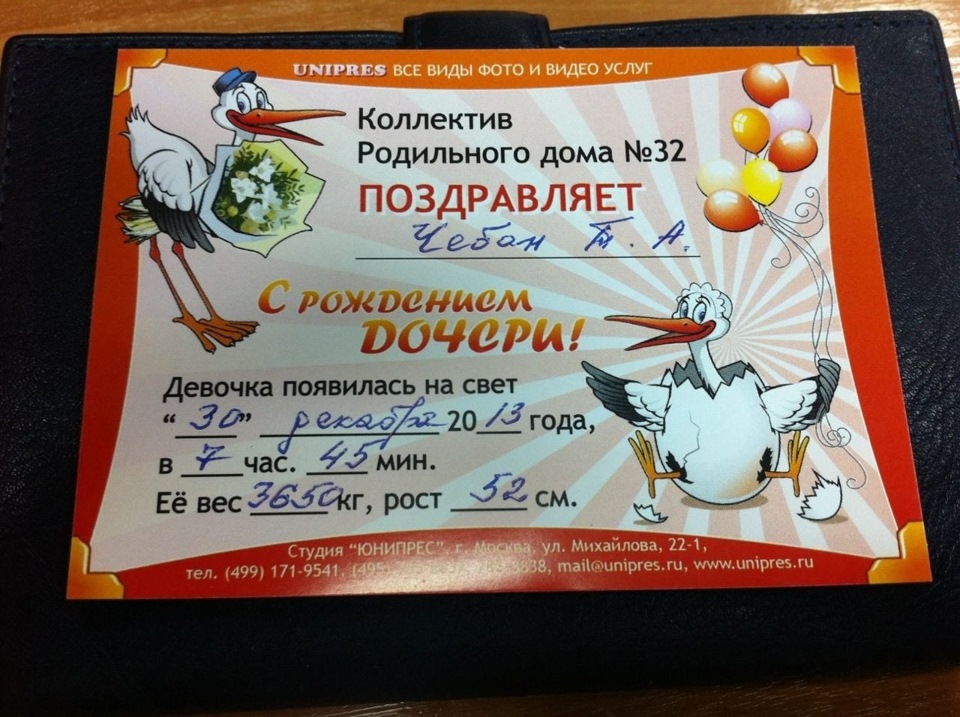 UNIPRES ВСЕ ВИДЫ ФОТО И ВИДЕО УСЛУГ
Коллектив
Родильного дома №32
ПОЗДРАВЛЯЕТ
Чебан Т. А.
С РОЖДЕНИЕМ
ДОЧЕРИ!
Девочка появилась на свет
"30" декабря 2013 года,
в 7 час. 45 мин.
Её вес 3650 кг, рост 52 см.
Студия "ЮНИПРЕС". г. Москва, ул. Михайлова, 22-1,
тел. (499) 171-9541, mail@unipres.ru, www.unipres.ru